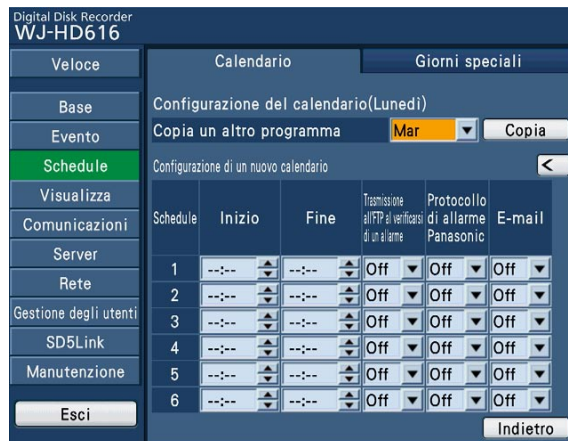 Digital Disk Recorder
WJ-HD616
Veloce
Base
Evento
Schedule
Visualizza
Comunicazioni
Server
Rete
Gestione degli utenti
SD5Link
Manutenzione
Esci
Calendario
Giorni speciali
Configurazione del calendario(Lunedì)
Copia un altro programma Mar Copia
Configurazione di un nuovo calendario <
Schedule Inizio Fine
Trasmissione
all'FTP al verificarsi
di un allarme
Protocollo
di allarme
Panasonic
E-mail
1 --:-- --:-- Off Off Off
2 --:-- --:-- Off Off Off
3 --:-- --:-- Off Off Off
4 --:-- --:-- Off Off Off
5 --:-- --:-- Off Off Off
6 --:-- --:-- Off Off Off
Indietro